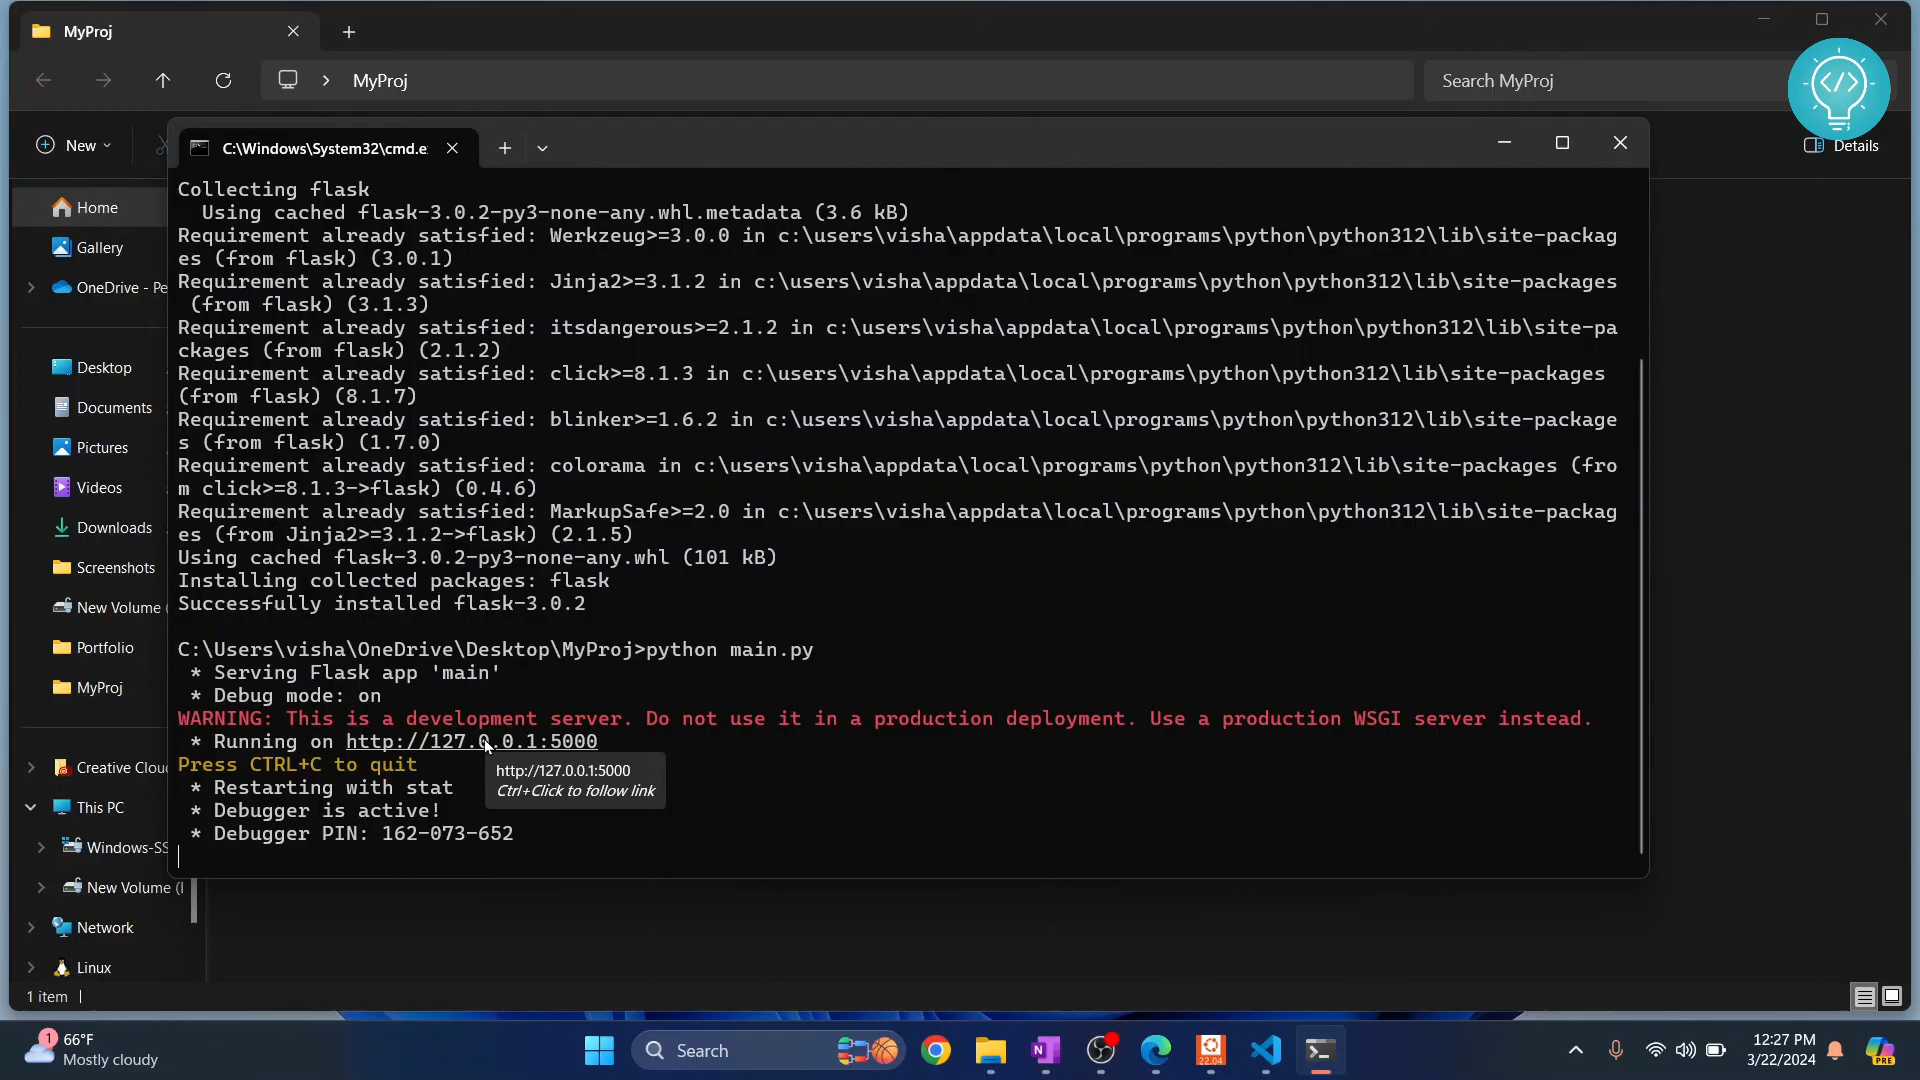 MyProj
MyProj
Search MyProj
New
Details
C:\Windows\System32\cmd.e
Home
Gallery
OneDrive - Pe
Desktop
Documents
Pictures
Videos
Downloads
Screenshots
New Volume (
Portfolio
MyProj
Creative Clou
This PC
Windows-SS
New Volume (I
Network
Linux
1 item
Collecting flask
Using cached flask-3.0.2-py3-none-any.whl.metadata (3.6 kB)
Requirement already satisfied: Werkzeug>=3.0.0 in c:\users\visha\appdata\local\programs\python\python312\lib\site-packag
es (from flask) (3.0.1)
Requirement already satisfied: Jinja2>=3.1.2 in c:\users\visha\appdata\local\programs\python\python312\lib\site-packages
(from flask) (3.1.3)
Requirement already satisfied: itsdangerous>=2.1.2 in c:\users\visha\appdata\local\programs\python\python312\lib\site-pa
ckages (from flask) (2.1.2)
Requirement already satisfied: click>=8.1.3 in c:\users\visha\appdata\local\programs\python\python312\lib\site-packages
(from flask) (8.1.7)
Requirement already satisfied: blinker>=1.6.2 in c:\users\visha\appdata\local\programs\python\python312\lib\site-package
s (from flask) (1.7.0)
Requirement already satisfied: colorama in c:\users\visha\appdata\local\programs\python\python312\lib\site-packages (fro
m click>=8.1.3->flask) (0.4.6)
Requirement already satisfied: MarkupSafe>=2.0 in c:\users\visha\appdata\local\programs\python\python312\lib\site-packag
es (from Jinja2>=3.1.2->flask) (2.1.5)
Using cached flask-3.0.2-py3-none-any.whl (101 kB)
Installing collected packages: flask
Successfully installed flask-3.0.2
C:\Users\visha\OneDrive\Desktop\MyProj>python main.py
* Serving Flask app 'main'
* Debug mode: on
WARNING: This is a development server. Do not use it in a production deployment. Use a production WSGI server instead.
* Running on http://127.0.0.1:5000
Press CTRL+C to quit
* Restarting with stat
* Debugger is active!
* Debugger PIN: 162-073-652
http://127.0.0.1:5000
Ctrl+Click to follow link
1
66°F
Mostly cloudy
Search
22.04
12:27 PM
3/22/2024
PRE